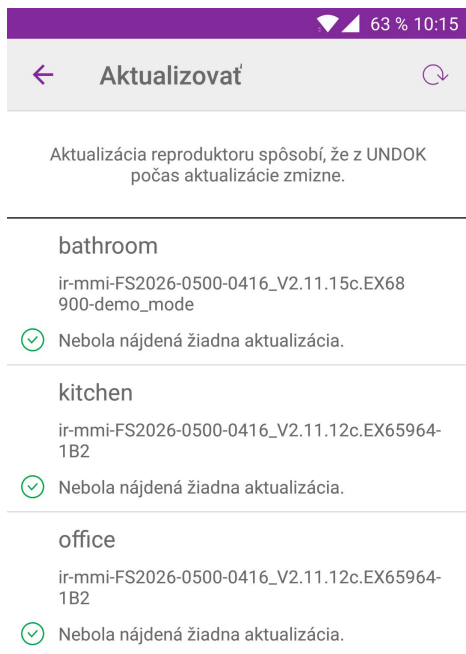 63 % 10:15
Aktualizovať
Aktualizácia reproduktoru spôsobí, že z UNDOK
počas aktualizácie zmizne.
bathroom
ir-mmi-FS2026-0500-0416_V2.11.15c.EX68
900-demo_mode
Nebola nájdená žiadna aktualizácia.
kitchen
ir-mmi-FS2026-0500-0416_V2.11.12c.EX65964-
1B2
Nebola nájdená žiadna aktualizácia.
office
ir-mmi-FS2026-0500-0416_V2.11.12c.EX65964-
1B2
Nebola nájdená žiadna aktualizácia.